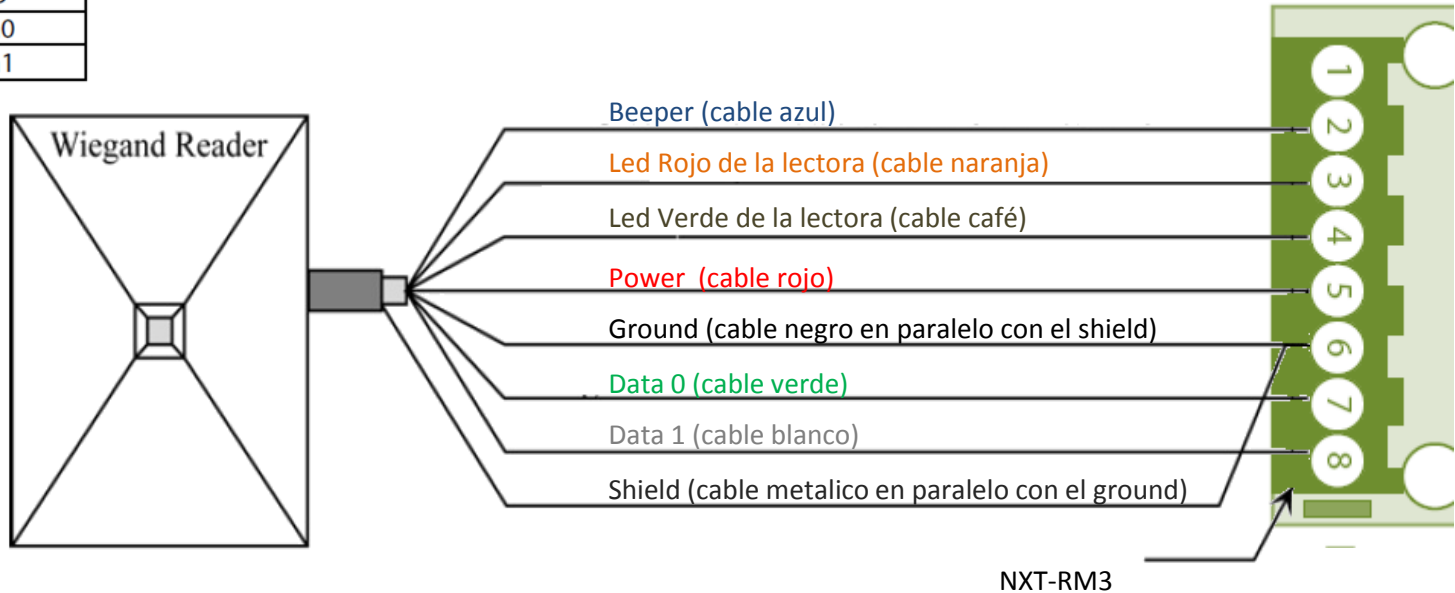 0
1
Wiegand Reader
Beeper (cable azul)
Led Rojo de la lectora (cable naranja)
Led Verde de la lectora (cable café)
Power  (cable rojo)
Ground (cable negro en paralelo con el shield)
Data 0 (cable verde)
Data 1 (cable blanco)
Shield (cable metalico en paralelo con el ground)
1
2
3
4
5
6
7
8
NXT-RM3